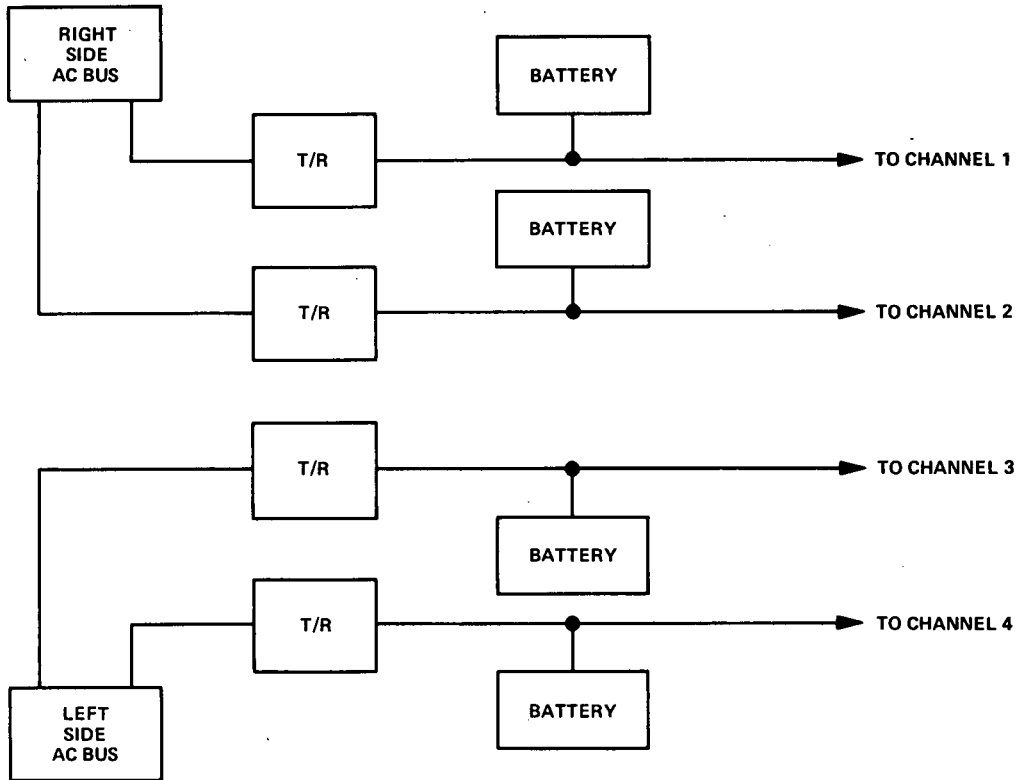 RIGHT
SIDE
AC BUS
BATTERY
T/R
TO CHANNEL 1
BATTERY
T/R
TO CHANNEL 2
T/R
TO CHANNEL 3
BATTERY
T/R
TO CHANNEL 4
BATTERY
LEFT
SIDE
AC BUS